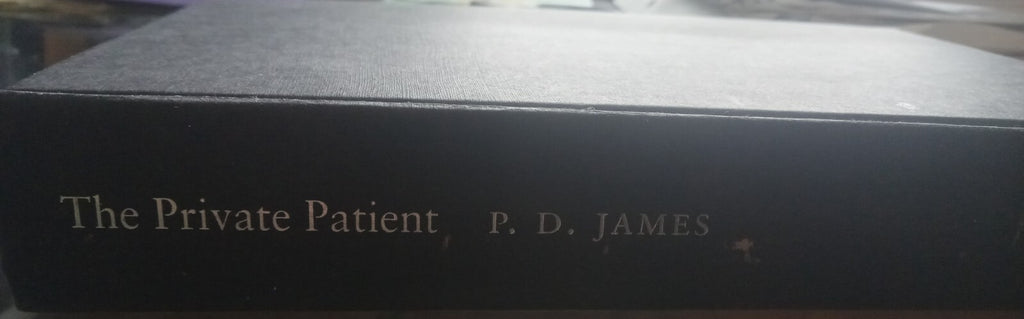 The Private Patient P. D. JAMES